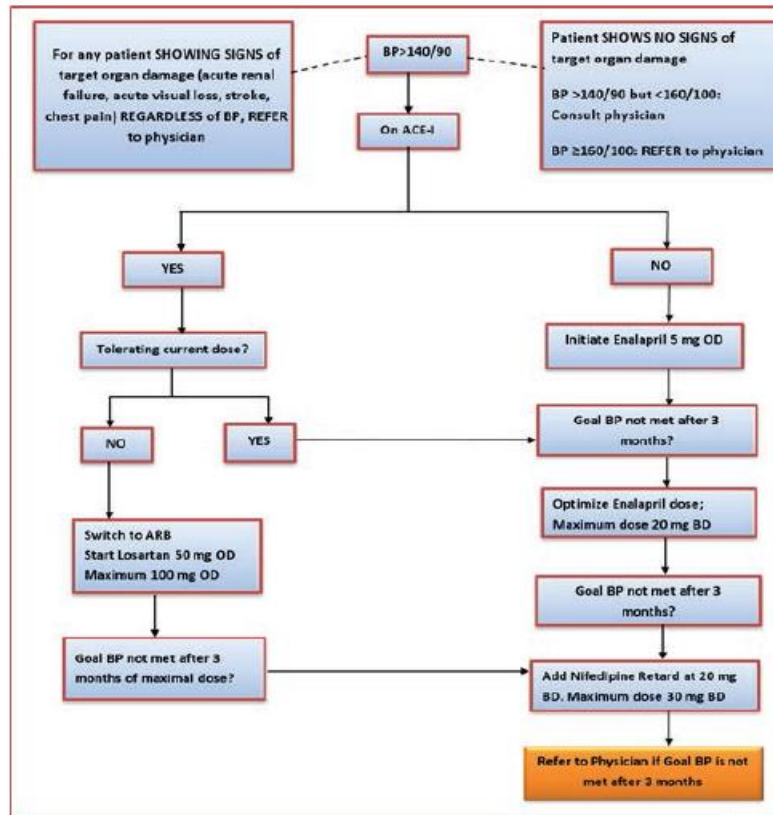 For any patient SHOWING SIGNS of
target organ damage (acute renal
failure, acute visual loss, stroke,
chest pain) REGARDLESS of BP, REFER
to physician
BP>140/90
Patient SHOWS NO SIGNS of
target organ damage
BP >140/90 but <160/100:
Consult physician
BP ≥160/100: REFER to physician
On ACE-I
YES
NO
Tolerating current dose?
Initiate Enalapril 5 mg OD
NO
YES
Goal BP not met after 3
months?
Optimize Enalapril dose;
Maximum dose 20 mg BD
Switch to ARB
Start Losartan 50 mg OD
Maximum 100 mg OD
Goal BP not met after 3
months?
Goal BP not met after 3
months of maximal dose?
Add Nifedipine Retard at 20 mg
BD. Maximum dose 30 mg BD
Refer to Physician if Goal BP is not
met after 3 months